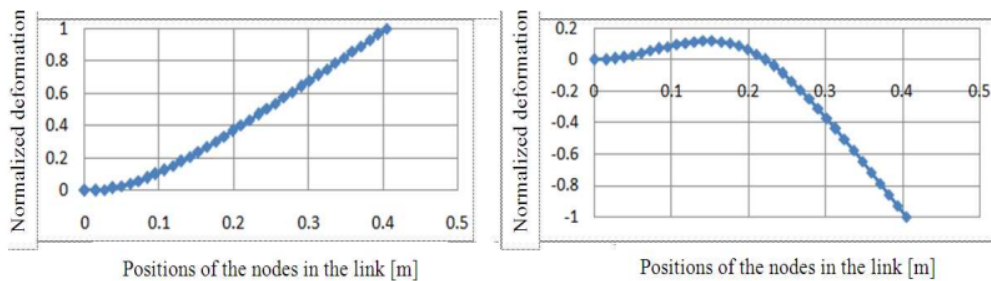 Normalized deformation
1
0.8
0.6
0.4
0.2
0
0 0.1 0.2 0.3 0.4 0.5
Positions of the nodes in the link [m]
Normalized deformation
0.2
0
-0.2
-0.4
-0.6
-0.8
-1
0 0.1 0.2 0.3 0.4 0.5
Positions of the nodes in the link [m]